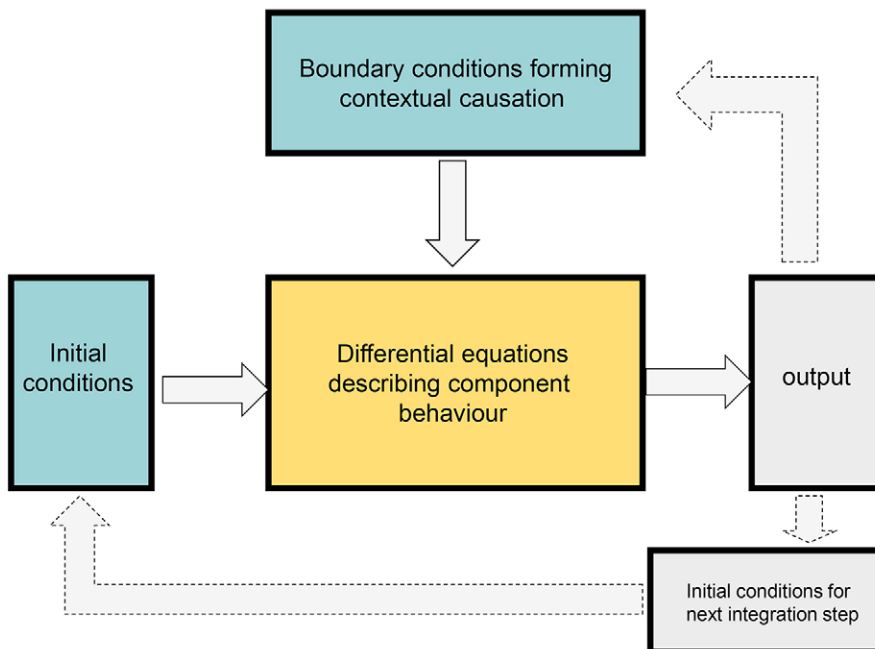 Boundary conditions forming
contextual causation
Initial
conditions
Differential equations
describing component
behaviour
output
Initial conditions for
next integration step